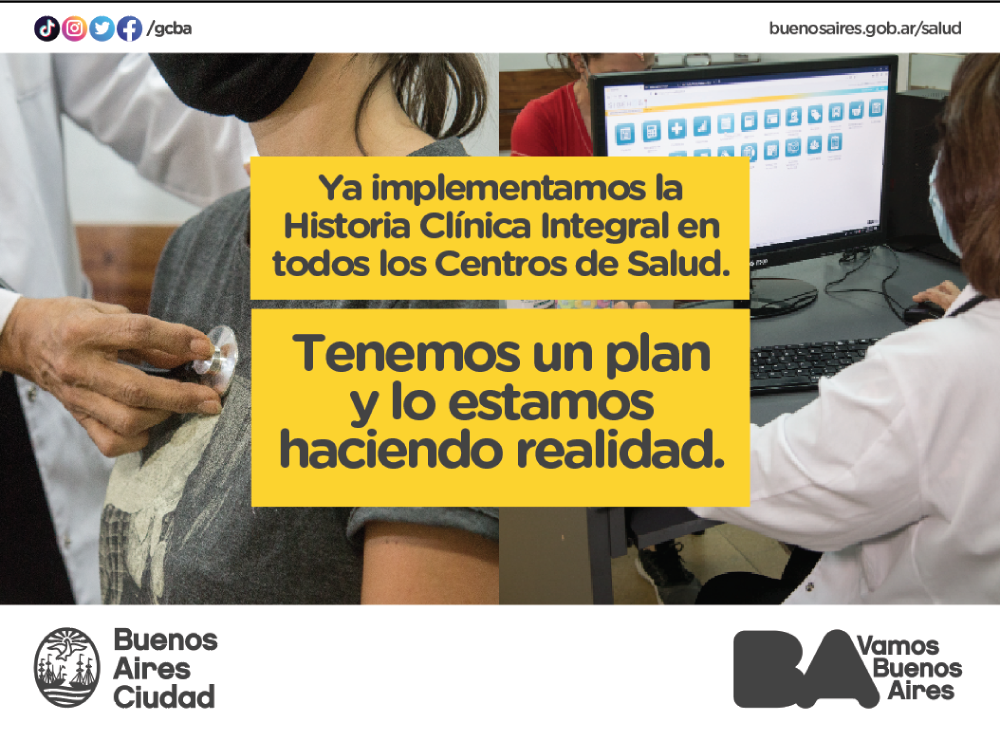 /gcba
buenosaires.gob.ar/salud
Ya implementamos la
Historia Clínica Integral en
todos los Centros de Salud.
Tenemos un plan
y lo estamos
haciendo realidad.
Buenos
Aires
Ciudad
BA
Vamos
Buenos
Aires